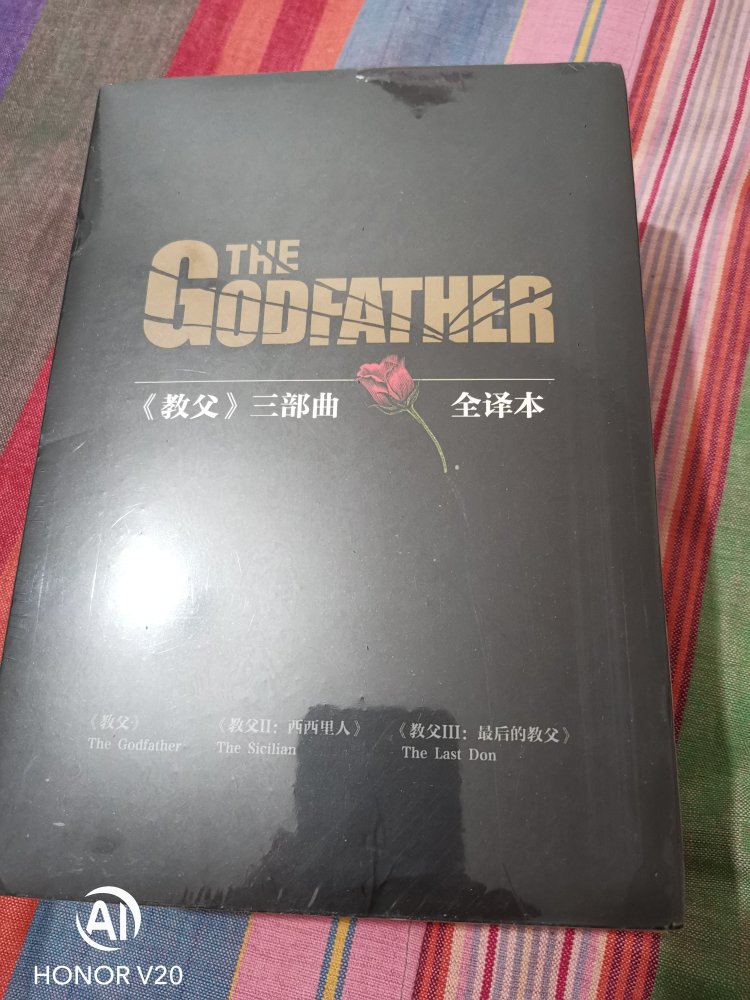 THE
GODFATHER
《教父》三部曲 全译本
《教父》 《教父II：西西里人》 《教父III：最后的教父》
The Godfather The Sicilian The Last Don
AI
HONOR V20